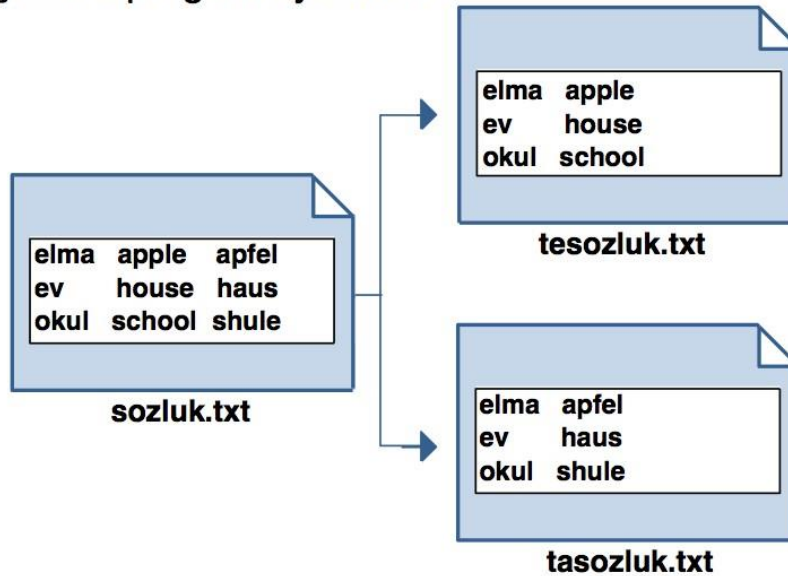 elma apple
ev house
okul school
tesozluk.txt
elma apple apfel
ev house haus
okul school shule
sozluk.txt
elma apfel
ev haus
okul shule
tasozluk.txt